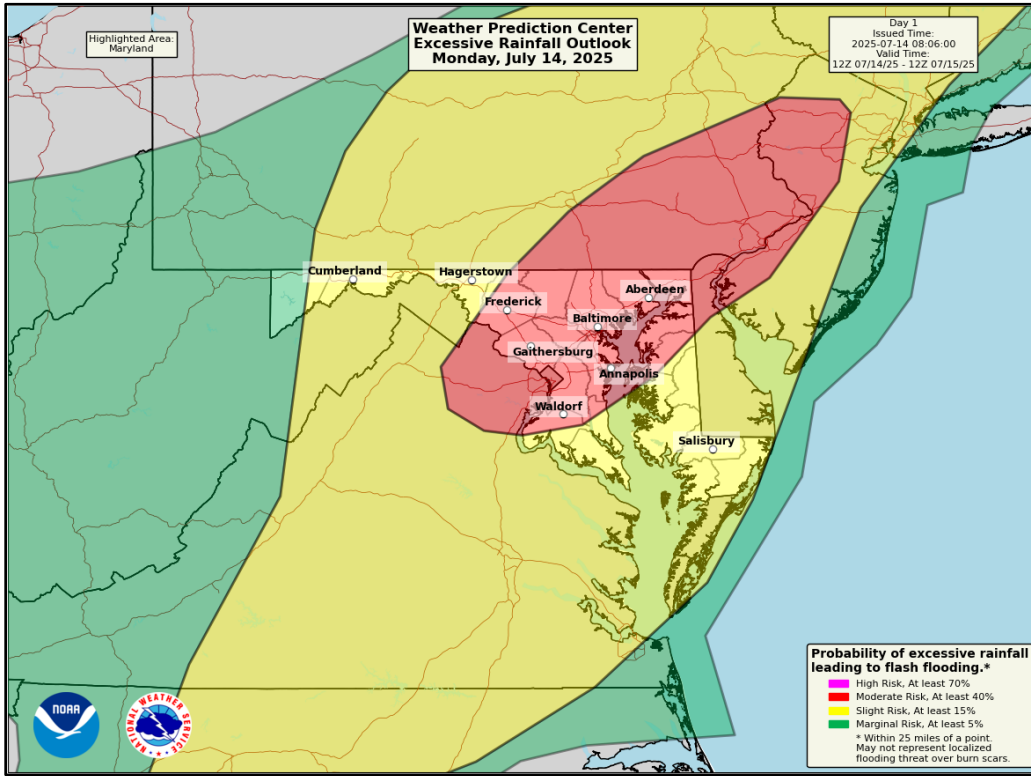 Highlighted Area:
Maryland
Weather Prediction Center
Excessive Rainfall Outlook
Monday, July 14, 2025
Day 1
Issued Time:
2025-07-14 08:06:00
Valid Time:
12Z 07/14/25 - 12Z 07/15/25
Cumberland
Hagerstown
Frederick
Aberdeen
Baltimore
Gaithersburg
Annapolis
Waldorf
Salisbury
Probability of excessive rainfall
leading to flash flooding.*
High Risk, At least 70%
Moderate Risk, At least 40%
Slight Risk, At least 15%
Marginal Risk, At least 5%
* Within 25 miles of a point.
May not represent localized
flooding threat over burn scars.
NOAA
NATIONAL WEATHER SERVICE